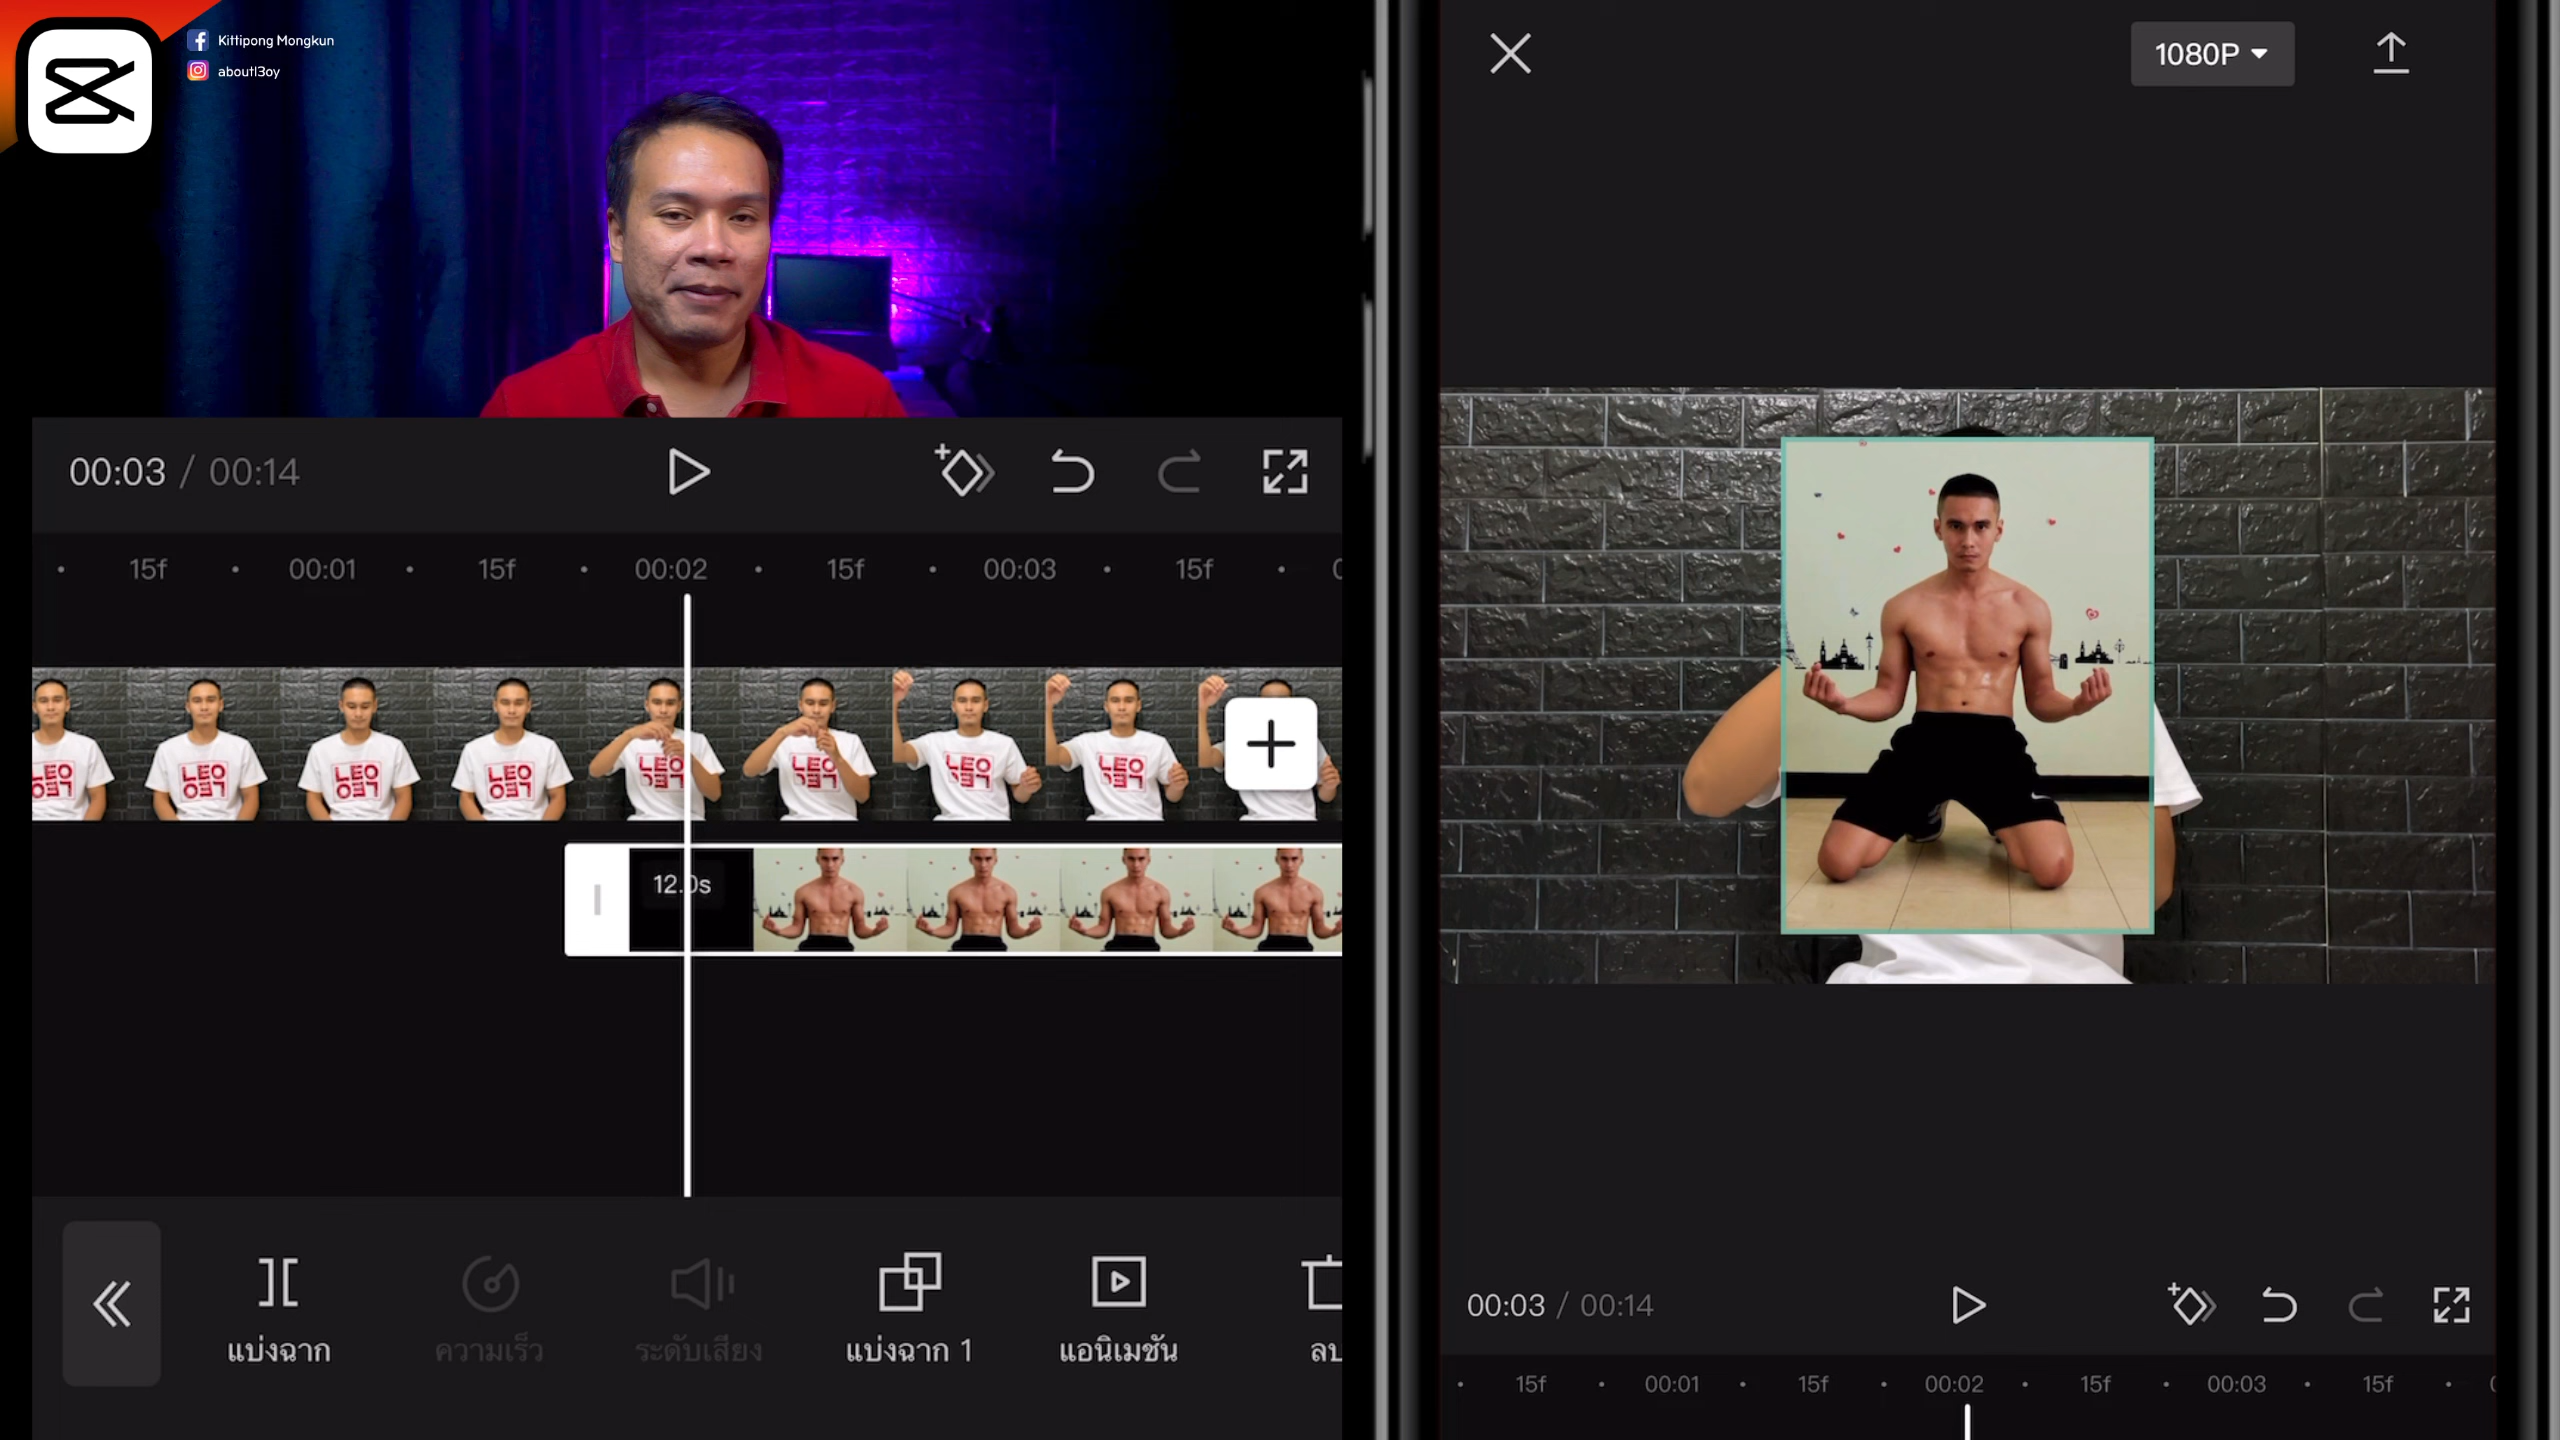 Kittipong Mongkun
aboutl3oy
00:03 / 00:14
15f 00:01 15f 00:02 15f 00:03 15f
LEO
12.0s
แบ่งฉาก
ความเร็ว
ระดับเสียง
แบ่งฉาก 1
แอนิเมชัน
ลบ
1080P
00:03 / 00:14
15f 00:01 15f 00:02 15f 00:03 15f